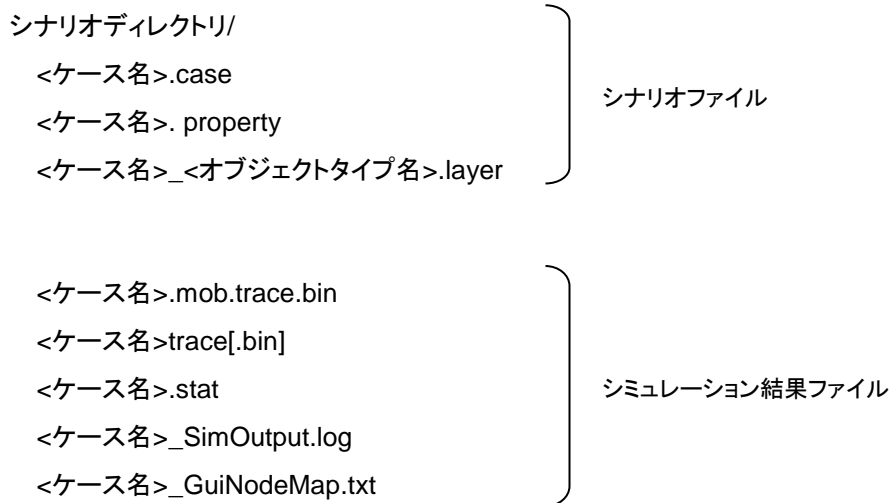 シナリオディレクトリ/
<ケース名>.case
<ケース名>. property
<ケース名>_<オブジェクトタイプ名>.layer
シナリオファイル
<ケース名>.mob.trace.bin
<ケース名>trace[.bin]
<ケース名>.stat
<ケース名>_SimOutput.log
<ケース名>_GuiNodeMap.txt
シミュレーション結果ファイル